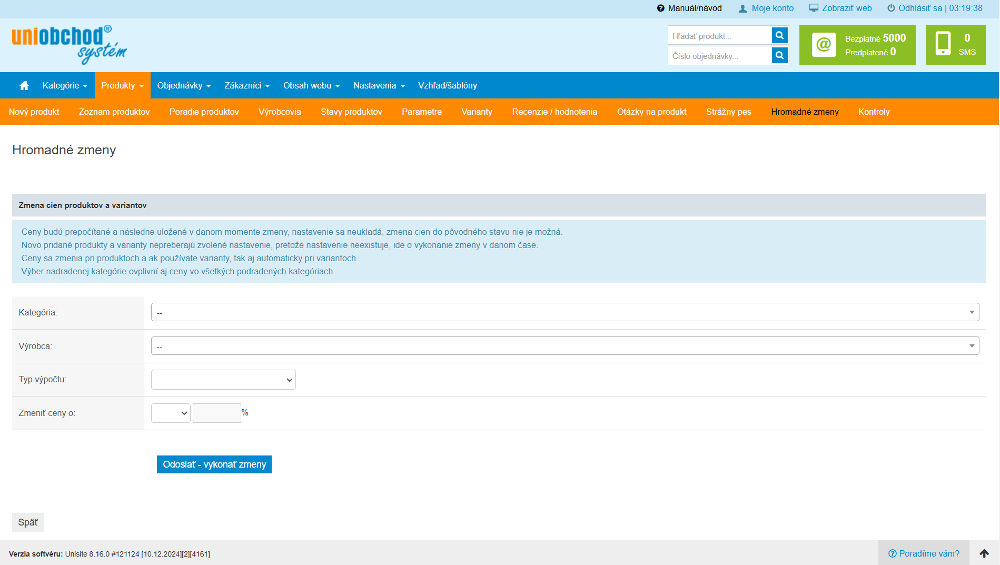 Manuál/návod Moje konto Zobraziť web Odhlásiť sa | 03:19:38
uniobchod® systém
Hľadať produkt...
Číslo objednávky...
@ Bezplatné 5000
Predplatené 0
0
SMS
Kategórie Produkty Objednávky Zákazníci Obsah webu Nastavenia Vzhľad/šablóny
Nový produkt Zoznam produktov Poradie produktov Výrobcovia Stavy produktov Parametre Varianty Recenzie / hodnotenia Otázky na produkt Strážny pes Hromadné zmeny Kontroly
Hromadné zmeny
Zmena cien produktov a variantov
Ceny budú prepočítané a následne uložené v danom momente zmeny, nastavenie sa neukladá, zmena cien do pôvodného stavu nie je možná.
Novo pridané produkty a varianty nepreberajú zvolené nastavenie, pretože nastavenie neexistuje, ide o vykonanie zmeny v danom čase.
Ceny sa zmenia pri produktoch a ak používate varianty, tak aj automaticky pri variantoch.
Výber nadradenej kategórie ovplivní aj ceny vo všetkých podradených kategóriach.
Kategória: --
Výrobca: --
Typ výpočtu:
Zmeniť ceny o: %
Odoslať - vykonať zmeny
Späť
Verzia softvéru: Unisite 8.16.0 #121124 [10.12.2024][2][4161]
Poradíme vám?